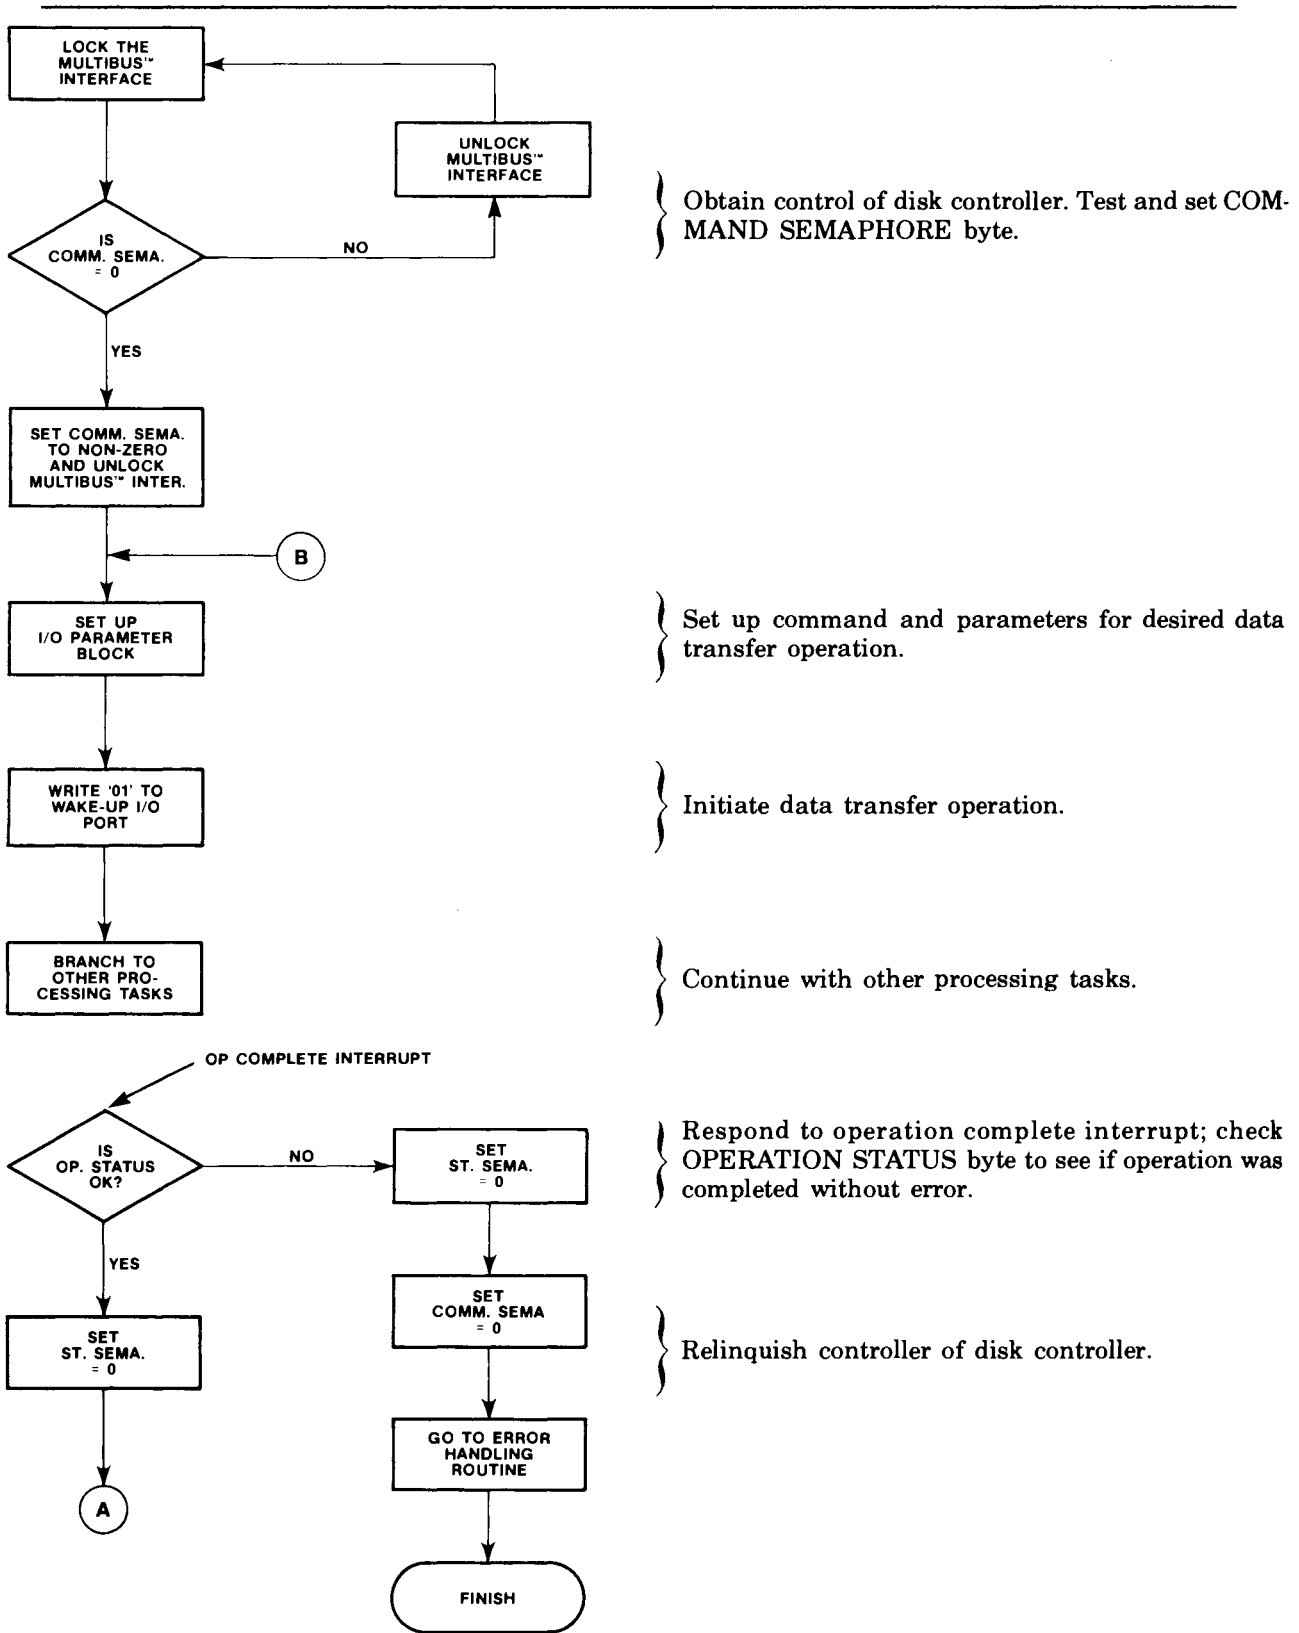 LOCK THE
MULTIBUS™
INTERFACE
UNLOCK
MULTIBUS™
INTERFACE
Obtain control of disk controller. Test and set COM-
MAND SEMAPHORE byte.
IS
COMM. SEMA.
= 0
NO
YES
SET COMM. SEMA.
TO NON-ZERO
AND UNLOCK
MULTIBUS™ INTER.
B
SET UP
I/O PARAMETER
BLOCK
Set up command and parameters for desired data
transfer operation.
WRITE '01' TO
WAKE-UP I/O
PORT
Initiate data transfer operation.
BRANCH TO
OTHER PRO-
CESSING TASKS
Continue with other processing tasks.
OP COMPLETE INTERRUPT
IS
OP. STATUS
OK?
NO
SET
ST. SEMA.
= 0
Respond to operation complete interrupt; check
OPERATION STATUS byte to see if operation was
completed without error.
YES
SET
COMM. SEMA
= 0
SET
ST. SEMA.
= 0
Relinquish controller of disk controller.
GO TO ERROR
HANDLING
ROUTINE
A
FINISH